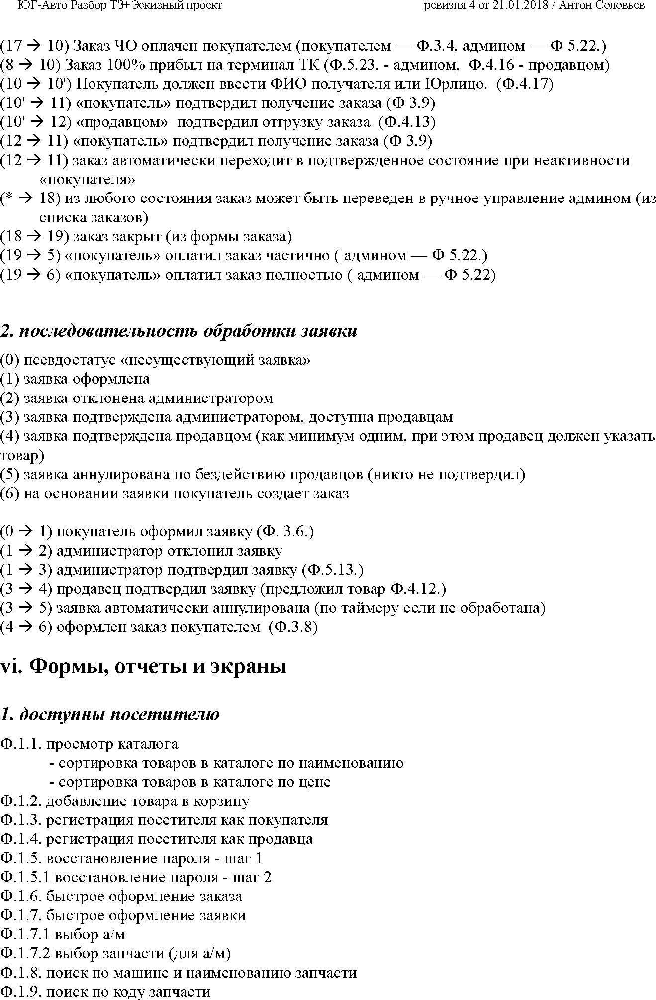 ЮГ-Авто Разбор ТЗ+Эскизный проект ревизия 4 от 21.01.2018 / Антон Соловьев
(17 → 10) Заказ ЧО оплачен покупателем (покупателем — Ф.3.4, админом — Ф 5.22.)
(8 → 10) Заказ 100% прибыл на терминал ТК (Ф.5.23. - админом, Ф.4.16 - продавцом)
(10 → 10') Покупатель должен ввести ФИО получателя или Юрлицо. (Ф.4.17)
(10' → 11) «покупатель» подтвердил получение заказа (Ф 3.9)
(10' → 12) «продавцом» подтвердил отгрузку заказа (Ф.4.13)
(12 → 11) «покупатель» подтвердил получение заказа (Ф 3.9)
(12 → 11) заказ автоматически переходит в подтвержденное состояние при неактивности
«покупателя»
(* → 18) из любого состояния заказ может быть переведен в ручное управление админом (из
списка заказов)
(18 → 19) заказ закрыт (из формы заказа)
(19 → 5) «покупатель» оплатил заказ частично ( админом — Ф 5.22.)
(19 → 6) «покупатель» оплатил заказ полностью ( админом — Ф 5.22)
2. последовательность обработки заявки
(0) псевдостатус «несуществующий заявка»
(1) заявка оформлена
(2) заявка отклонена администратором
(3) заявка подтверждена администратором, доступна продавцам
(4) заявка подтверждена продавцом (как минимум одним, при этом продавец должен указать
товар)
(5) заявка аннулирована по бездействию продавцов (никто не подтвердил)
(6) на основании заявки покупатель создает заказ
(0 → 1) покупатель оформил заявку (Ф. 3.6.)
(1 → 2) администратор отклонил заявку
(1 → 3) администратор подтвердил заявку (Ф.5.13.)
(3 → 4) продавец подтвердил заявку (предложил товар Ф.4.12.)
(3 → 5) заявка автоматически аннулирована (по таймеру если не обработана)
(4 → 6) оформлен заказ покупателем (Ф.3.8)
vi. Формы, отчеты и экраны
1. доступны посетителю
Ф.1.1. просмотр каталога
- сортировка товаров в каталоге по наименованию
- сортировка товаров в каталоге по цене
Ф.1.2. добавление товара в корзину
Ф.1.3. регистрация посетителя как покупателя
Ф.1.4. регистрация посетителя как продавца
Ф.1.5. восстановление пароля - шаг 1
Ф.1.5.1 восстановление пароля - шаг 2
Ф.1.6. быстрое оформление заказа
Ф.1.7. быстрое оформление заявки
Ф.1.7.1 выбор а/м
Ф.1.7.2 выбор запчасти (для а/м)
Ф.1.8. поиск по машине и наименованию запчасти
Ф.1.9. поиск по коду запчасти